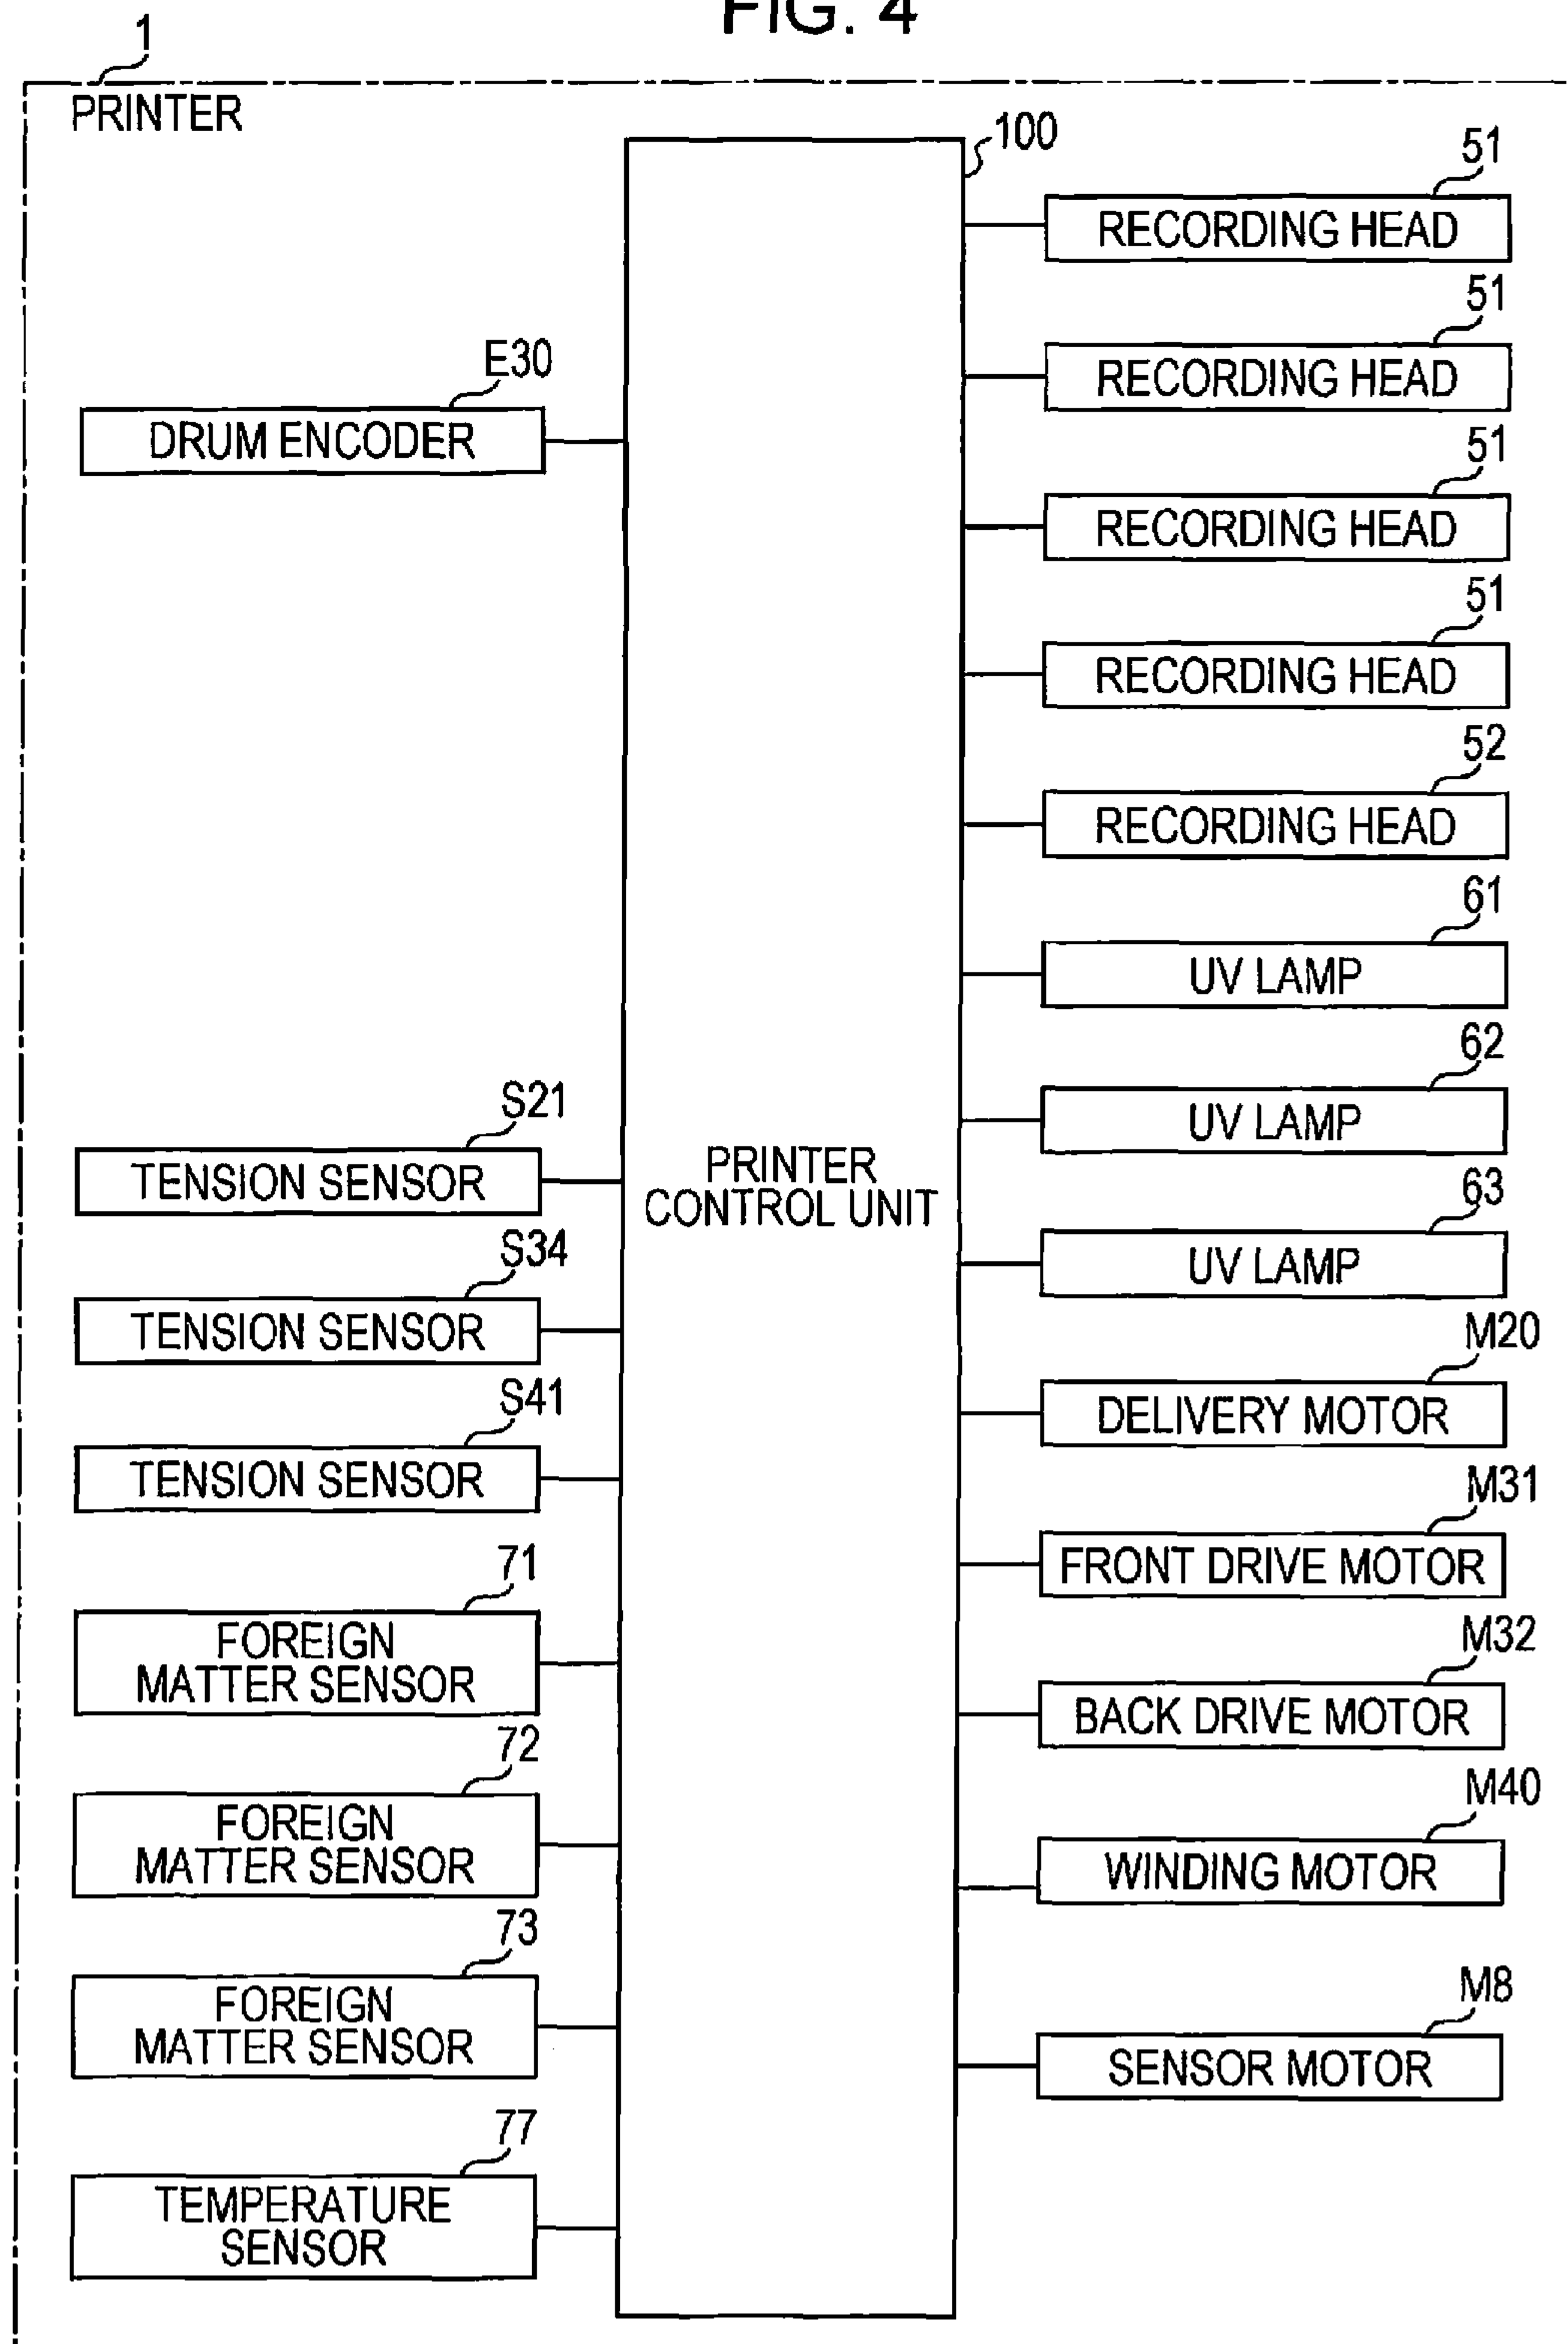 FIG. 4
1
PRINTER
100
E30
DRUM ENCODER
S21
TENSION SENSOR
S34
TENSION SENSOR
S41
TENSION SENSOR
71
FOREIGN
MATTER SENSOR
72
FOREIGN
MATTER SENSOR
73
FOREIGN
MATTER SENSOR
77
TEMPERATURE
SENSOR
PRINTER
CONTROL UNIT
51
RECORDING HEAD
51
RECORDING HEAD
51
RECORDING HEAD
51
RECORDING HEAD
52
RECORDING HEAD
61
UV LAMP
62
UV LAMP
63
UV LAMP
M20
DELIVERY MOTOR
M31
FRONT DRIVE MOTOR
M32
BACK DRIVE MOTOR
M40
WINDING MOTOR
M8
SENSOR MOTOR